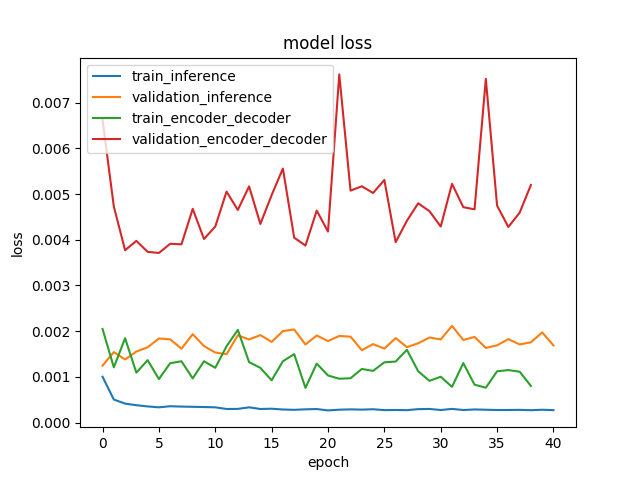 model loss
train_inference
validation_inference
train_encoder_decoder
validation_encoder_decoder
0.007
0.006
0.005
0.004
0.003
0.002
0.001
0.000
loss
0 5 10 15 20 25 30 35 40
epoch